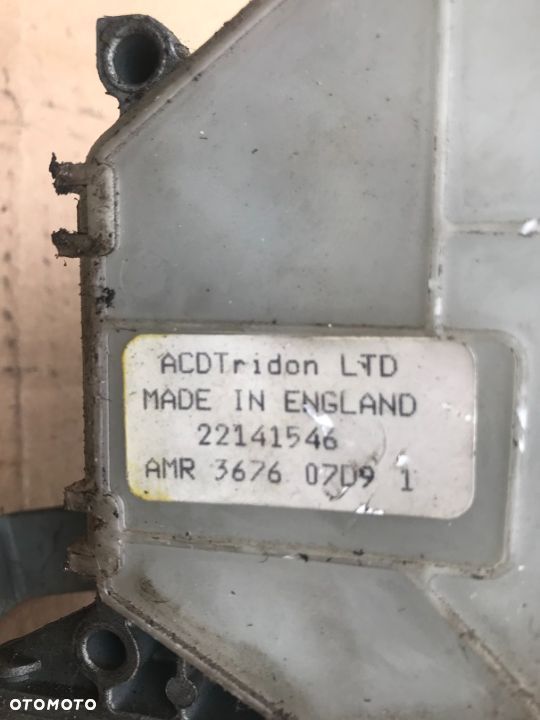 ACDTridon LTD
MADE IN ENGLAND
22141546
AMR 3676 07D9 1
OTOMOTO